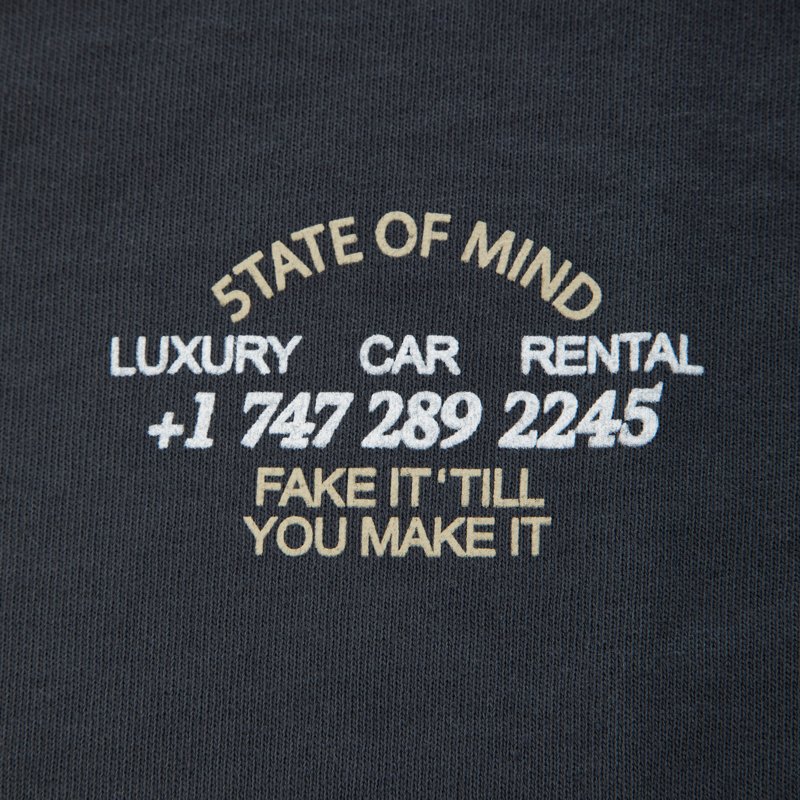 5TATE OF MIND
LUXURY CAR RENTAL
+1 747 289 2245
FAKE IT ‘TILL
YOU MAKE IT